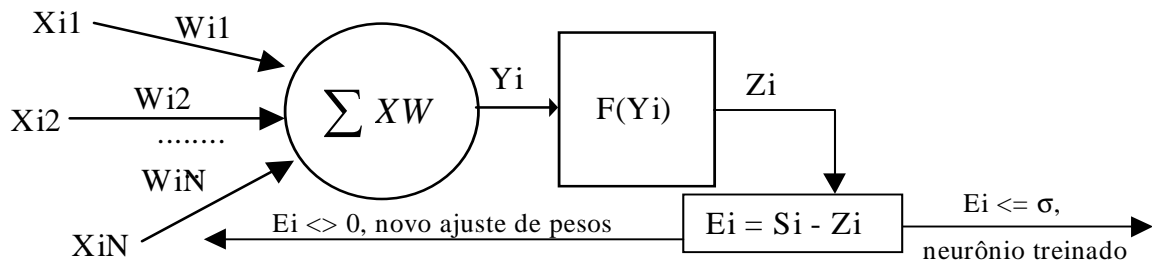 Xi1
Wi1
Xi2
Wi2
........
WiN
XiN
∑ XW
Yi
F(Yi)
Zi
Ei = Si - Zi
Ei <> 0, novo ajuste de pesos
Ei <= σ,
neurônio treinado